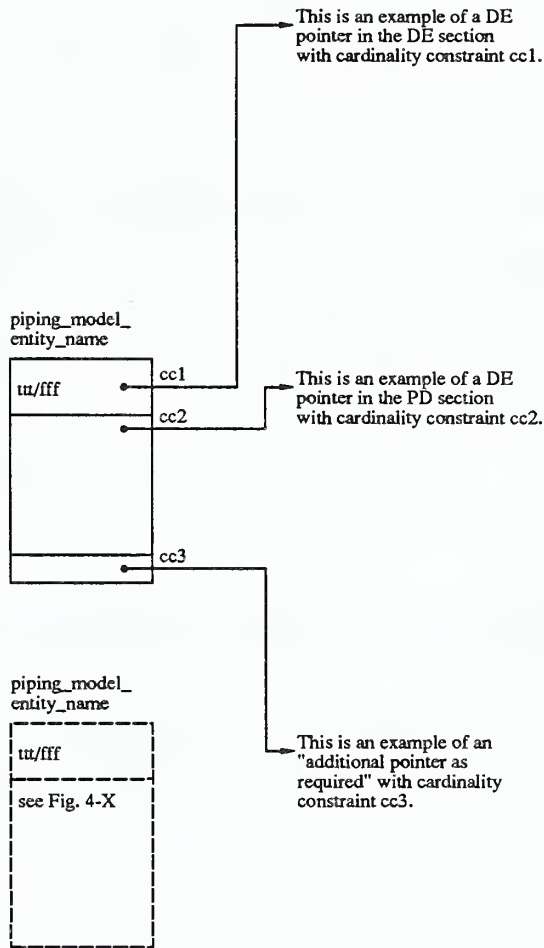 This is an example of a DE
pointer in the DE section
with cardinality constraint cc1.
piping_model_
entity_name
ttt/fff
cc1
This is an example of a DE
pointer in the PD section
with cardinality constraint cc2.
cc2
cc3
piping_model_
entity_name
ttt/fff
see Fig. 4-X
This is an example of an
"additional pointer as
required" with cardinality
constraint cc3.